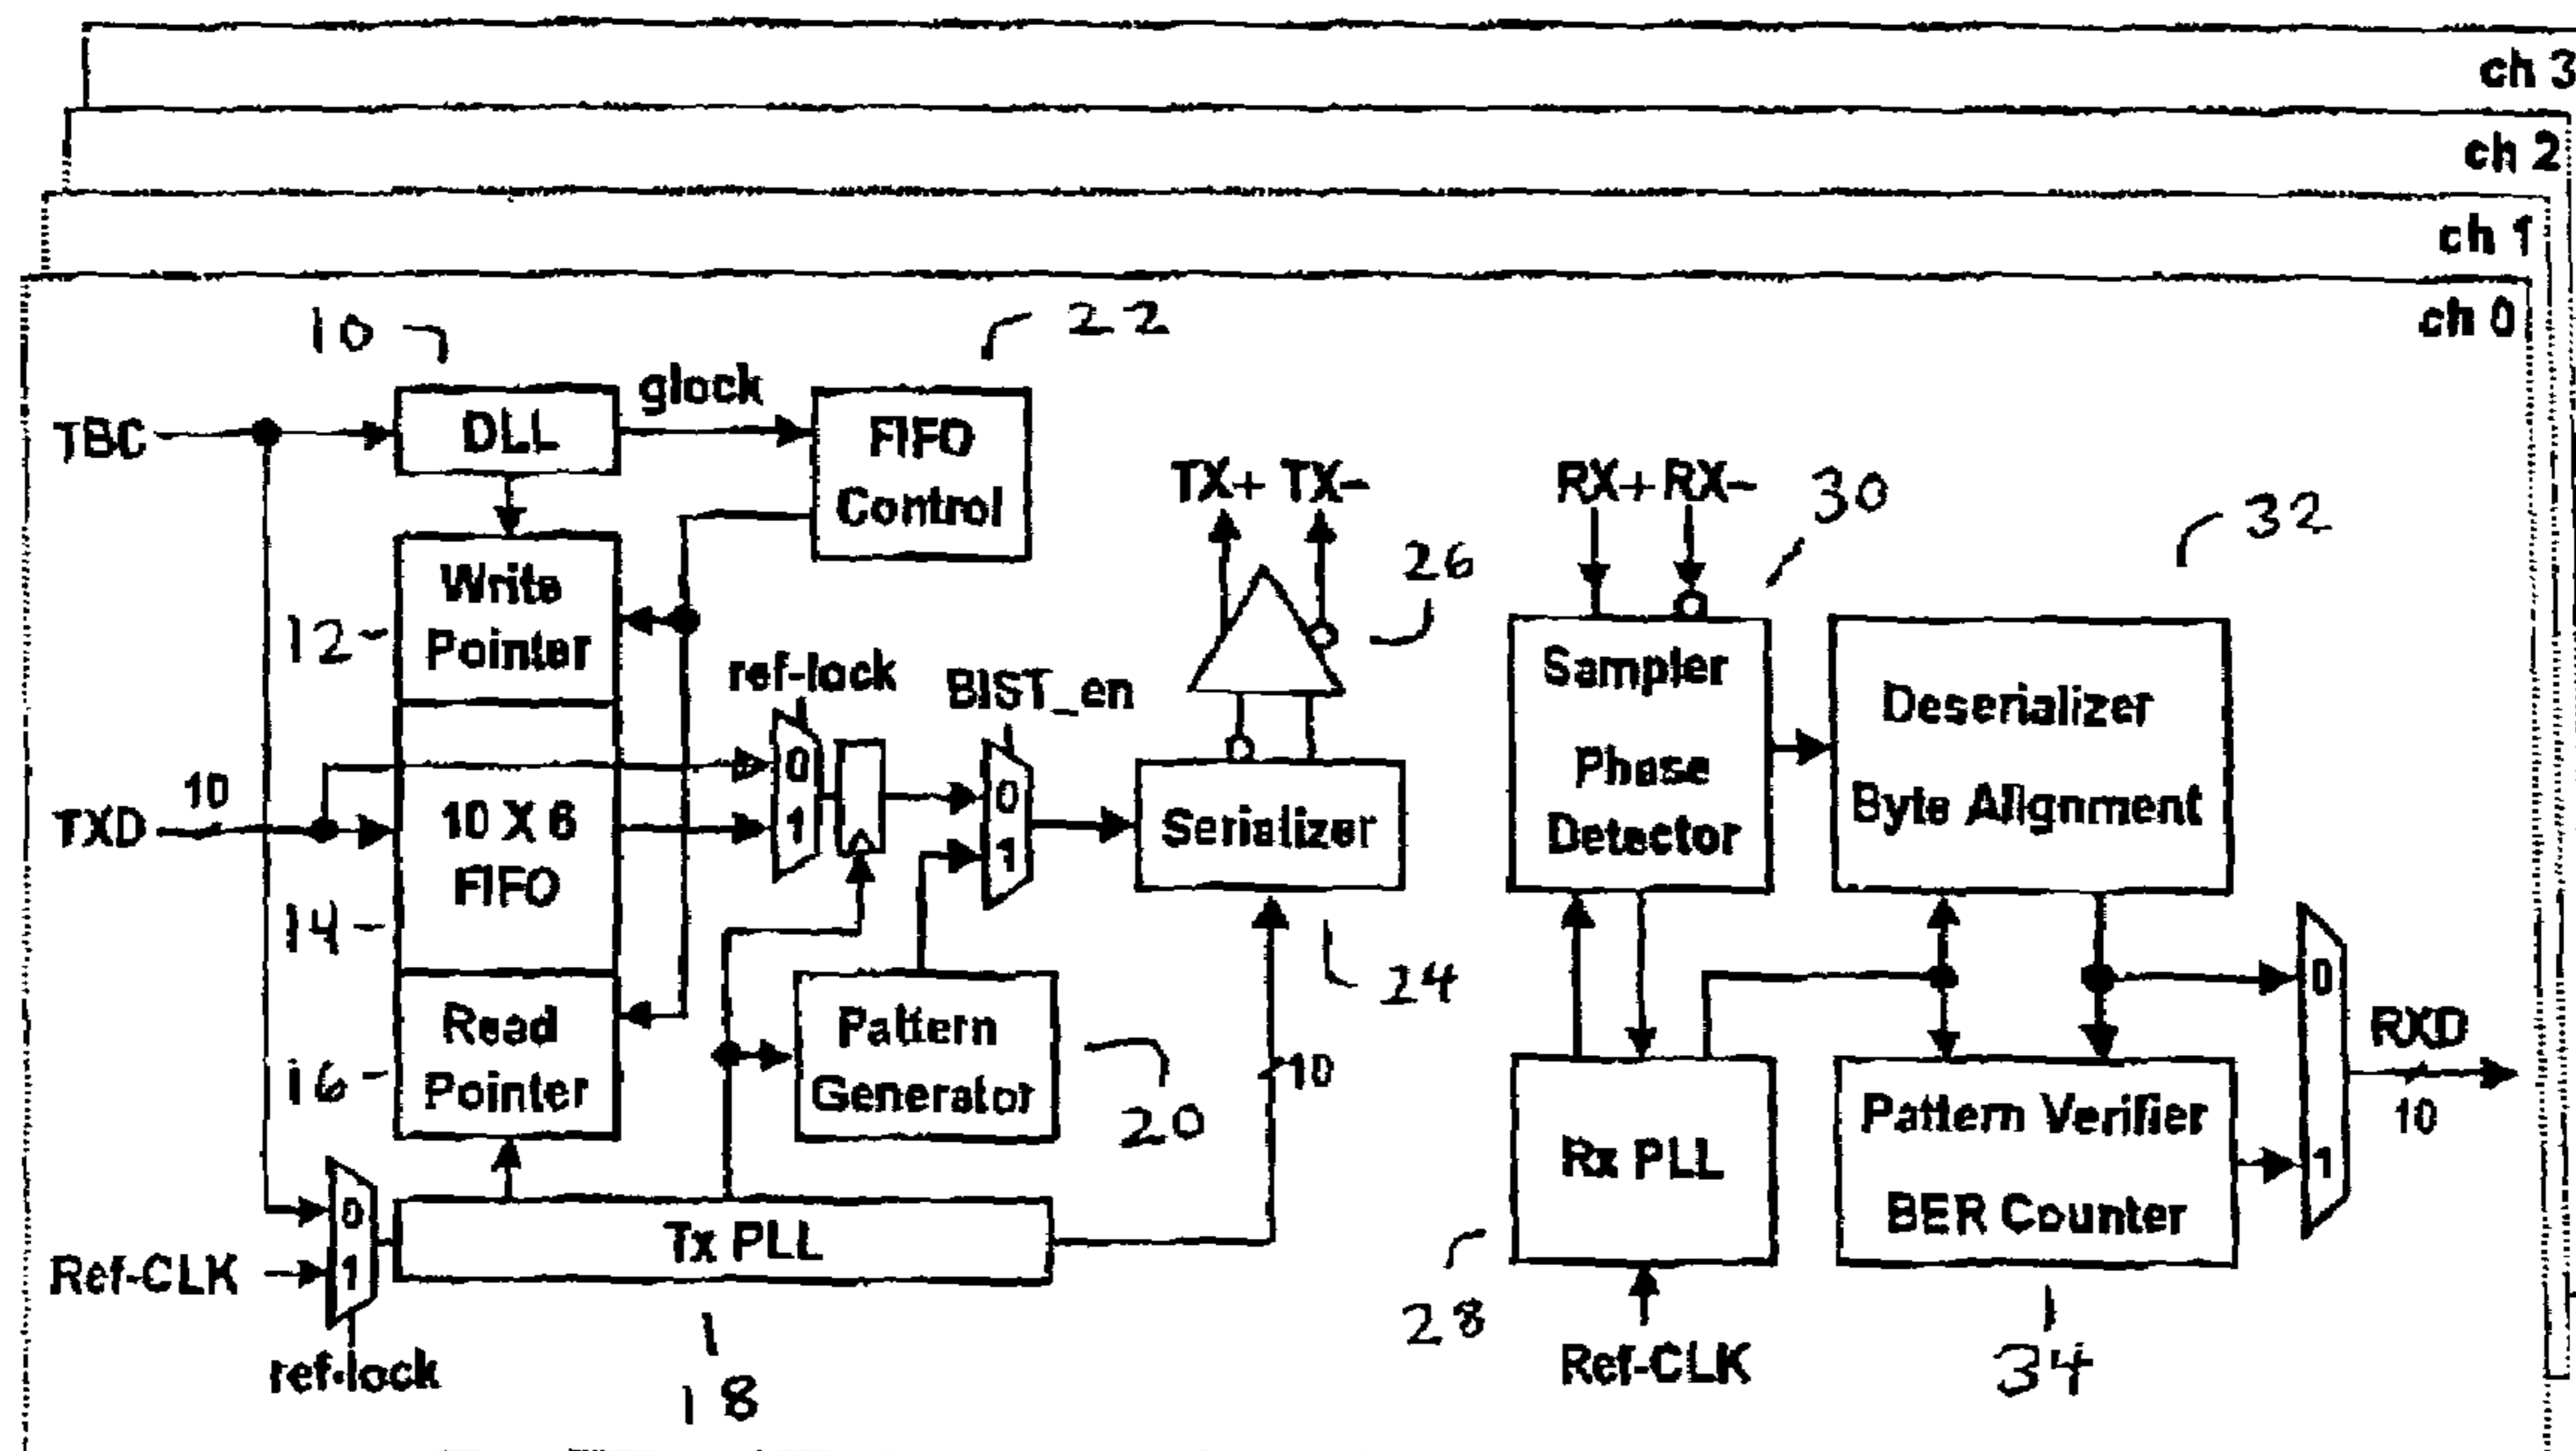 ch 3
ch 2
ch 1
ch 0
10
22
TBC
DLL
glock
FIFO
Control
TX+ TX-
RX+ RX-
30
32
26
12
Write
Pointer
ref-lock
BIST_en
Sampler
Phase
Detector
Deserializer
Byte Alignment
TXD
10
10 X 6
FIFO
0
1
0
1
Serializer
14
24
16
Read
Pointer
Pattern
Generator
20
10
Rx PLL
Pattern Verifier
BER Counter
0
1
RXD
10
Ref-CLK
0
1
Tx PLL
ref-lock
18
28
Ref-CLK
34